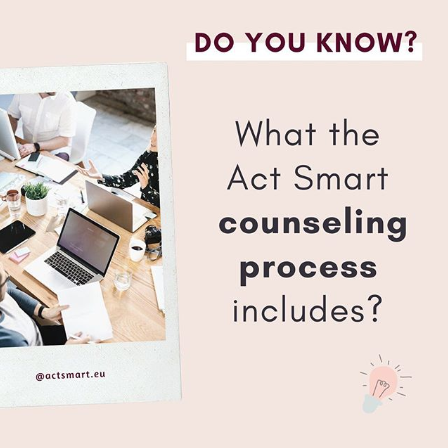 DO YOU KNOW?
What the
Act Smart
counseling
process
includes?
@actsmart.eu